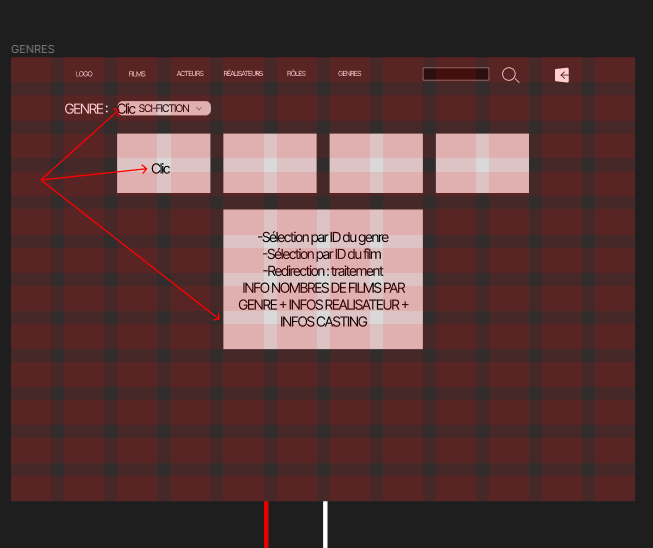 GENRES
LOGO FILMS ACTEURS RÉALISATEURS RÔLES GENRES
GENRE : Clic SCI-FICTION
Clic
-Sélection par ID du genre
-Sélection par ID du film
-Redirection : traitement
INFO NOMBRES DE FILMS PAR
GENRE + INFOS REALISATEUR +
INFOS CASTING